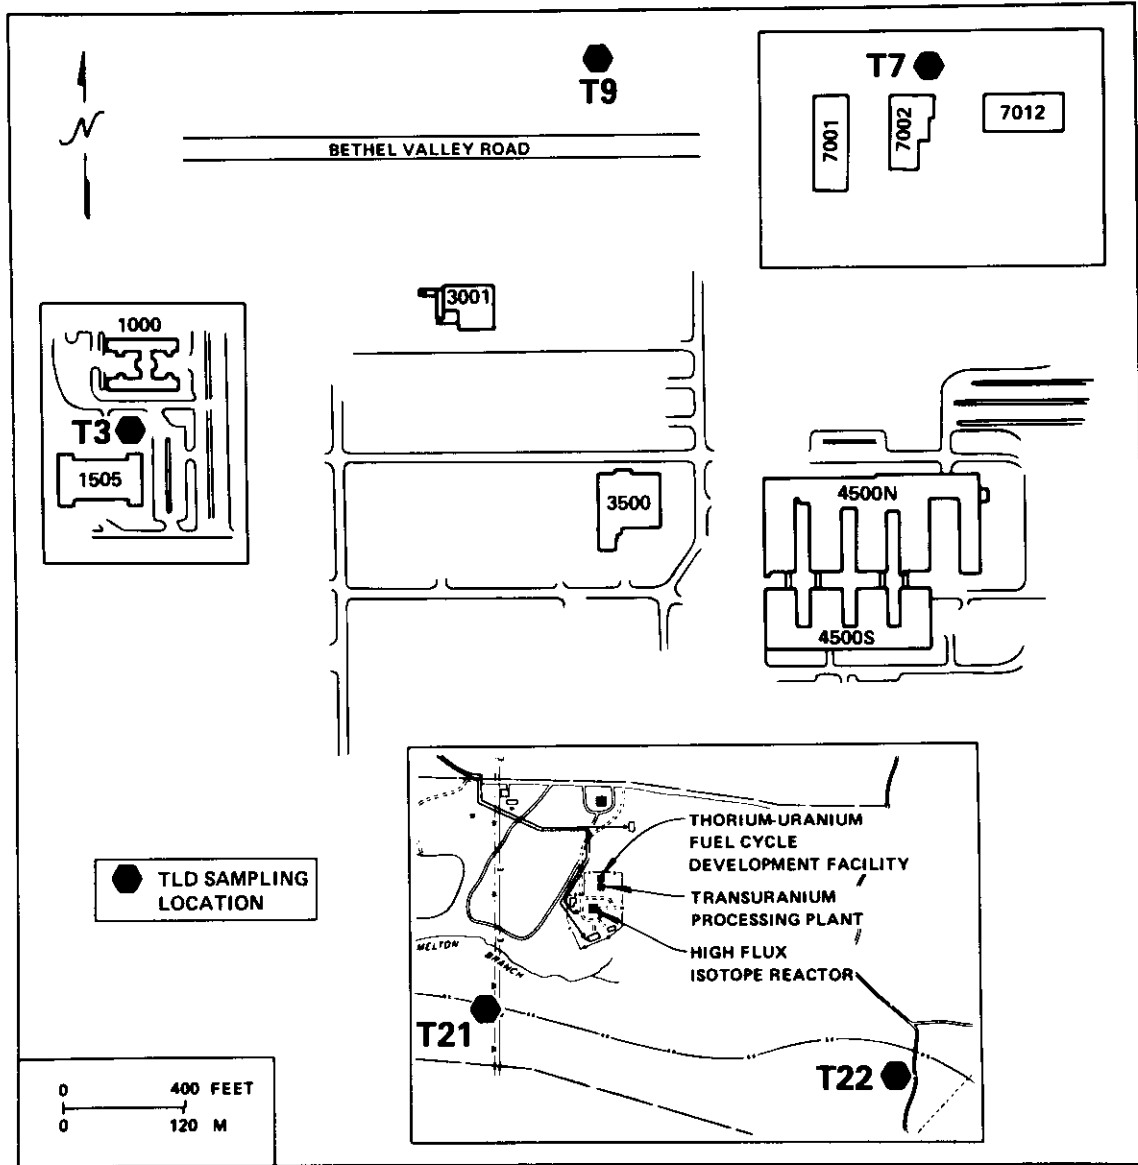 T9
T7
N
BETHEL VALLEY ROAD
7001
7002
7012
3001
1000
T3
1505
3500
4500N
4500S
THORIUM-URANIUM
FUEL CYCLE
DEVELOPMENT FACILITY
TRANSURANIUM
PROCESSING PLANT
HIGH FLUX
ISOTOPE REACTOR
MELTON
BRANCH
T21
T22
TLD SAMPLING
LOCATION
0 400 FEET
0 120 M